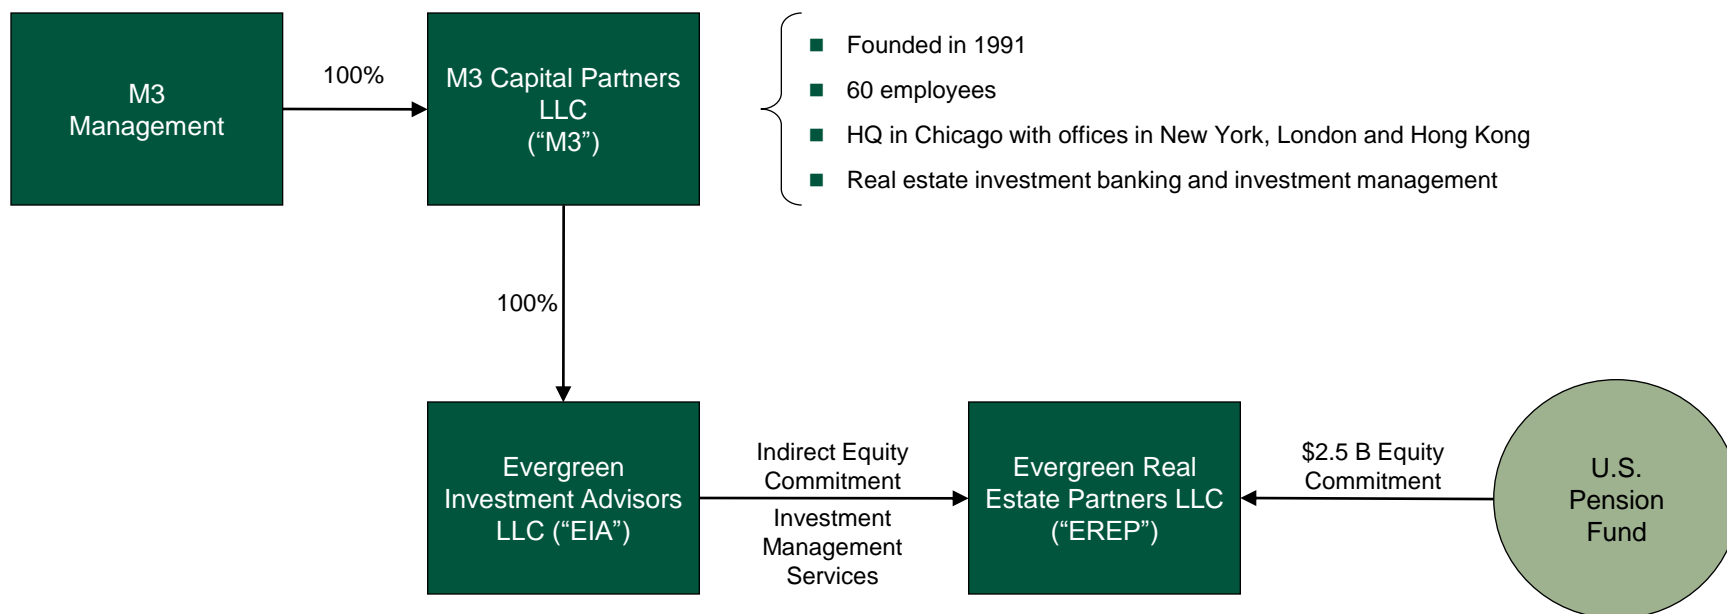 M3
Management
100%
M3 Capital Partners
LLC
(“M3”)
Founded in 1991
60 employees
HQ in Chicago with offices in New York, London and Hong Kong
Real estate investment banking and investment management
100%
Evergreen
Investment Advisors
LLC (“EIA”)
Indirect Equity
Commitment
Investment
Management
Services
Evergreen Real
Estate Partners LLC
(“EREP”)
$2.5 B Equity
Commitment
U.S.
Pension
Fund